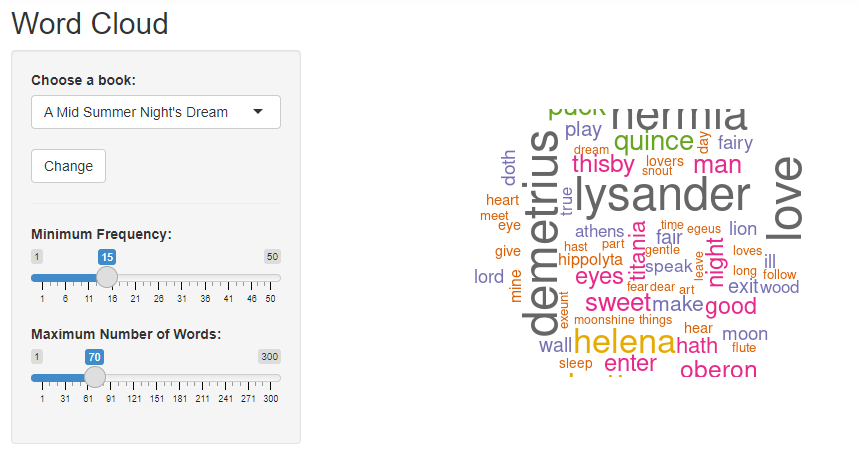 Word Cloud
Choose a book:
A Mid Summer Night's Dream
Change
Minimum Frequency:
1 15 50
1 6 11 16 21 26 31 36 41 46 50
Maximum Number of Words:
1 70 300
1 31 61 91 121 151 181 211 241 271 300
puck
hermia
play
quince
day
fairy
doth
demetrius
dream
thisby
lovers
snout
man
love
true
lysander
heart
meet
eye
athens
titania
time
egeus
lion
fair
give
hast
part
gentle
night
loves
ill
hippolyta
speak
leave
long
follow
lord
mine
eyes
fear
dear
art
exit
wood
exeunt
sweet
make
good
moonshine
things
hear
moon
wall
helena
hath
flute
sleep
enter
oberon